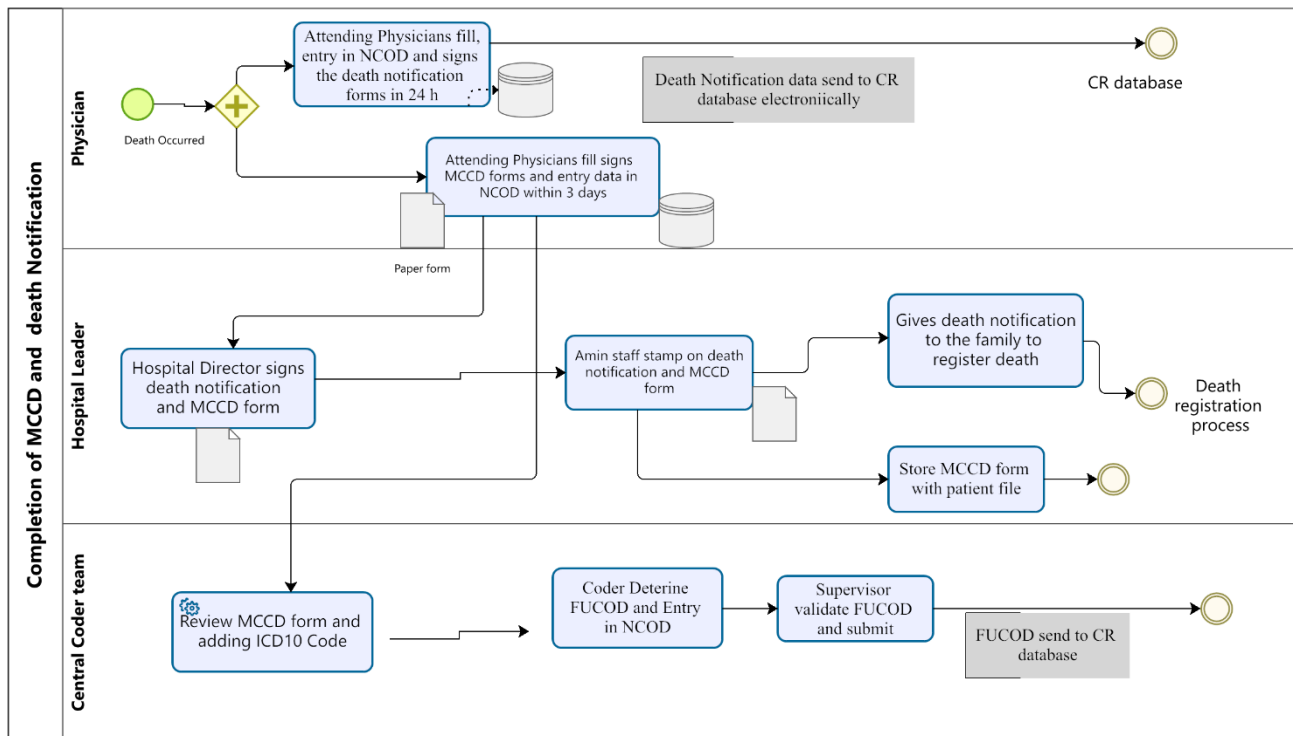 Completion of MCCD and death Notification
Physician
Attending Physicians fill,
entry in NCOD and signs
the death notification
forms in 24 h
Death Notification data send to CR
database electroniically
CR database
Death Occurred
Attending Physicians fill signs
MCCD forms and entry data in
NCOD within 3 days
Paper form
Hospital Leader
Hospital Director signs
death notification
and MCCD form
Amin staff stamp on death
notification and MCCD
form
Gives death notification
to the family to
register death
Death
registration
process
Store MCCD form
with patient file
Central Coder team
Review MCCD form and
adding ICD10 Code
Coder Deterine
FUCOD and Entry
in NCOD
Supervisor
validate FUCOD
and submit
FUCOD send to CR
database